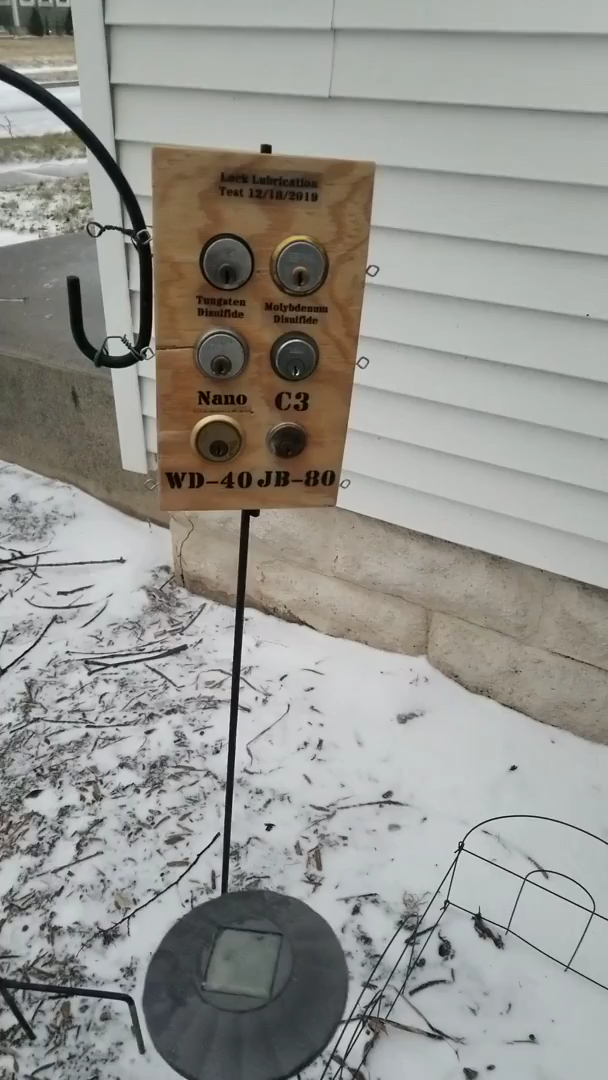 Lock Lubrication
Test 12/18/2019
Tungsten
Disulfide
Molybdenum
Disulfide
Nano
C3
WD-40
JB-80